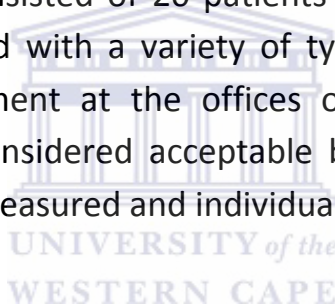 nsisted of 20 patients
d with a variety of ty
ment at the offices o
nsidered acceptable b
easured and individua
UNIVERSITY of the
WESTERN CAPE